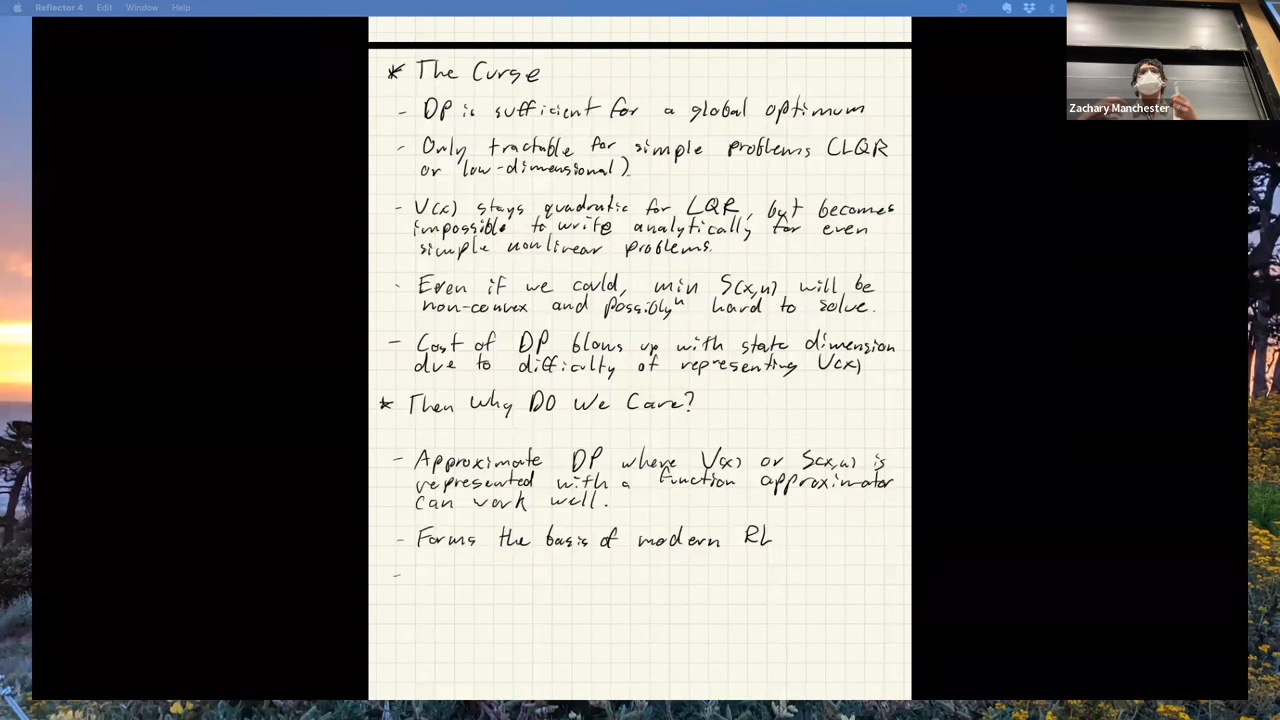 Reflector 4 Edit Window Help
Zachary Manchester
* The Curse
- DP is sufficient for a global optimum
- Only tractable for simple problems (LQR
or low-dimensional)
- V(x) stays quadratic for LQR, but becomes
impossible to write analytically for even
simple nonlinear problems.
- Even if we could, min S(x,u) will be
u
non-convex and possibly hard to solve.
- Cost of DP blows up with state dimension
due to difficulty of representing V(x)
* Then Why DO We Care?
- Approximate DP where V(x) or S(x,u) is
represented with a function approximator
can work well.
- Forms the basis of modern RL
-